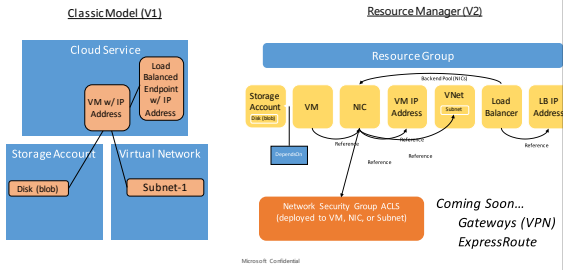 Classic Model (V1)
Cloud Service
VM w/ IP
Address
Load
Balanced
Endpoint
w/ IP
Address
Storage Account
Disk (blob)
Virtual Network
Subnet-1
Resource Manager (V2)
Resource Group
Backend Pool (NICs)
Storage
Account
Disk (blob)
VM
NIC
VM IP
Address
VNet
Subnet
Load
Balancer
LB IP
Address
DependsOn
Reference
Reference
Reference
Reference
Reference
Network Security Group ACLS
(deployed to VM, NIC, or Subnet)
Coming Soon…
Gateways (VPN)
ExpressRoute
Microsoft Confidential